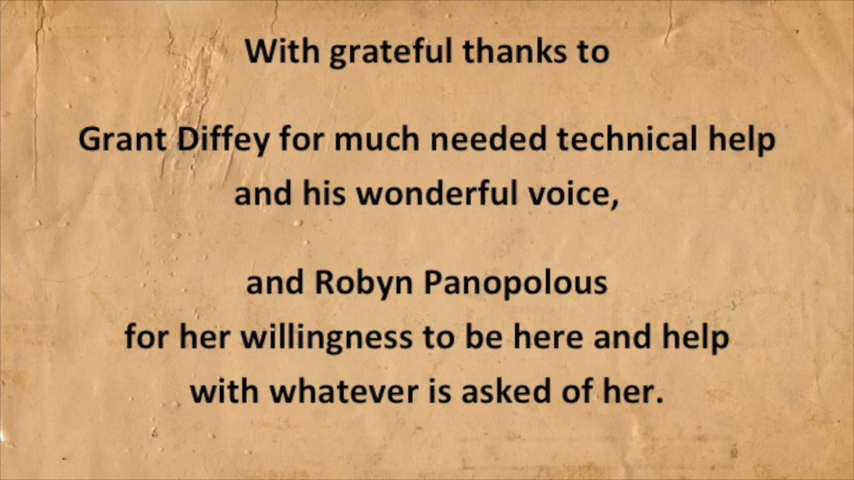 With grateful thanks to
Grant Diffey for much needed technical help
and his wonderful voice,
and Robyn Panopolous
for her willingness to be here and help
with whatever is asked of her.